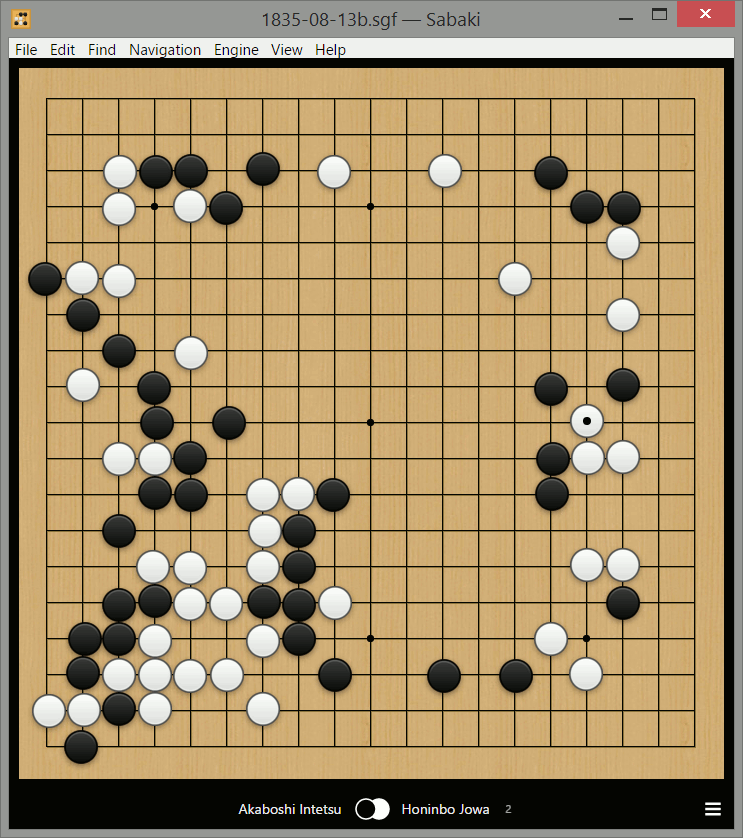 1835-08-13b.sgf — Sabaki
File Edit Find Navigation Engine View Help
Akaboshi Intetsu Honinbo Jowa 2